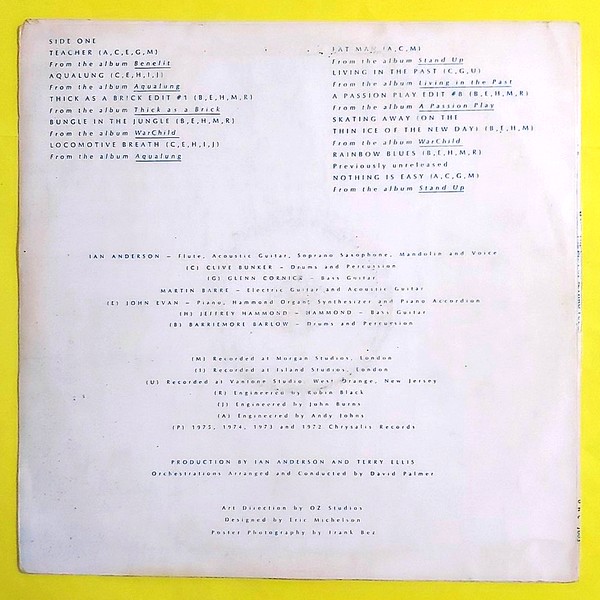 SIDE ONE
TEACHER (A,C,E,G,M)
From the album Benefit
AQUALUNG (C,E,H,I,J)
From the album Aqualung
THICK AS A BRICK EDIT #1 (B,E,H,M,R)
From the album Thick as a Brick
BUNGLE IN THE JUNGLE (B,E,H,M,R)
From the album WarChild
LOCOMOTIVE BREATH (C,E,H,I,J)
From the album Aqualung
FAT MAN (A,C,M)
From the album Stand Up
LIVING IN THE PAST (C,G,U)
From the album Living in the Past
A PASSION PLAY EDIT #8 (B,E,H,M,R)
From the album A Passion Play
SKATING AWAY (ON THE
THIN ICE OF THE NEW DAY) (B,E,H,M)
From the album WarChild
RAINBOW BLUES (B,E,H,M,R)
Previously unreleased
NOTHING IS EASY (A,C,G,M)
From the album Stand Up
IAN ANDERSON – Flute, Acoustic Guitar, Soprano Saxophone, Mandolin and Voice
(C) CLIVE BUNKER – Drums and Percussion
(G) GLENN CORNICK – Bass Guitar
MARTIN BARRE – Electric Guitar and Acoustic Guitar
(E) JOHN EVAN – Piano, Hammond Organ, Synthesizer and Piano Accordion
(H) JEFFREY HAMMOND – HAMMOND – Bass Guitar
(B) BARRIEMORE BARLOW – Drums and Percussion
(M) Recorded at Morgan Studios, London
(I) Recorded at Island Studios, London
(U) Recorded at Vantone Studio, West Orange, New Jersey
(R) Engineered by Robin Black
(J) Engineered by John Burns
(A) Engineered by Andy Johns
(P) 1975, 1974, 1973 and 1972 Chrysalis Records
PRODUCTION BY IAN ANDERSON AND TERRY ELLIS
Orchestrations Arranged and Conducted by David Palmer
Art Direction by OZ Studios
Designed by Eric Michelson
Poster Photography by Frank Bez